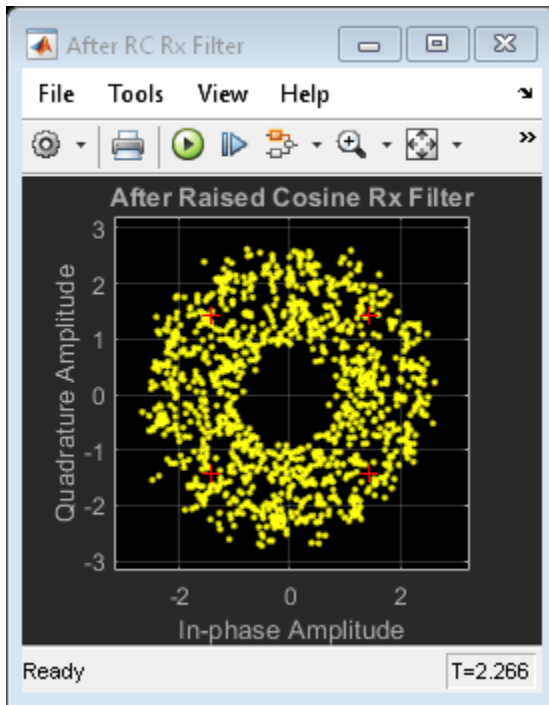 After RC Rx Filter
File Tools View Help
After Raised Cosine Rx Filter
Quadrature Amplitude
3
2
1
0
-1
-2
-3
-2 0 2
In-phase Amplitude
Ready T=2.266